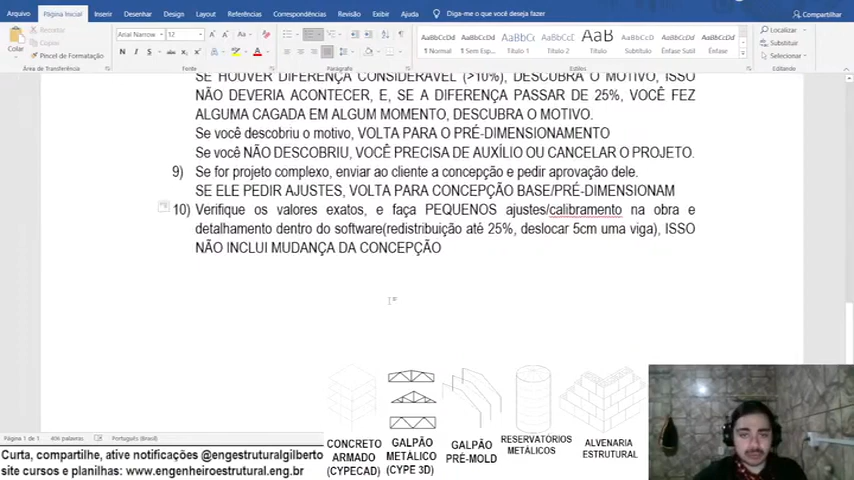 Arquivo Página Inicial Inserir Desenhar Design Layout Referências Correspondências Revisão Exibir Ajuda Diga-me o que você deseja fazer Compartilhar
Recortar
Copiar
Colar
Pincel de Formatação
Área de Transferência
Arial Narrow 12
Fonte
Parágrafo
AaBbCcDd AaBbCcDd AaBbCc AaBbCcE AaB AaBbCcD AaBbCcDd AaBbCcDd
1 Normal 1 Sem Esp... Título 1 Título 2 Título Subtítulo Ênfase Sutil Ênfase
Estilos
Localizar
Substituir
Selecionar
Editando
SE HOUVER DIFERENÇA CONSIDERÁVEL (>10%), DESCUBRA O MOTIVO, ISSO
NÃO DEVERIA ACONTECER, E, SE A DIFERENÇA PASSAR DE 25%, VOCÊ FEZ
ALGUMA CAGADA EM ALGUM MOMENTO, DESCUBRA O MOTIVO.
Se você descobriu o motivo, VOLTA PARA O PRÉ-DIMENSIONAMENTO
Se você NÃO DESCOBRIU, VOCÊ PRECISA DE AUXÍLIO OU CANCELAR O PROJETO.
9) Se for projeto complexo, enviar ao cliente a concepção e pedir aprovação dele.
SE ELE PEDIR AJUSTES, VOLTA PARA CONCEPÇÃO BASE/PRÉ-DIMENSIONAM
10) Verifique os valores exatos, e faça PEQUENOS ajustes/calibramento na obra e
detalhamento dentro do software(redistribuição até 25%, deslocar 5cm uma viga), ISSO
NÃO INCLUI MUDANÇA DA CONCEPÇÃO
Página 1 de 1 406 palavras Português (Brasil)
CONCRETO
ARMADO
(CYPECAD)
GALPÃO
METÁLICO
(CYPE 3D)
GALPÃO
PRÉ-MOLD
RESERVATÓRIOS
METÁLICOS
ALVENARIA
ESTRUTURAL
Curta, compartilhe, ative notificações @engestruturalgilberto
site cursos e planilhas: www.engenheiroestrutural.eng.br